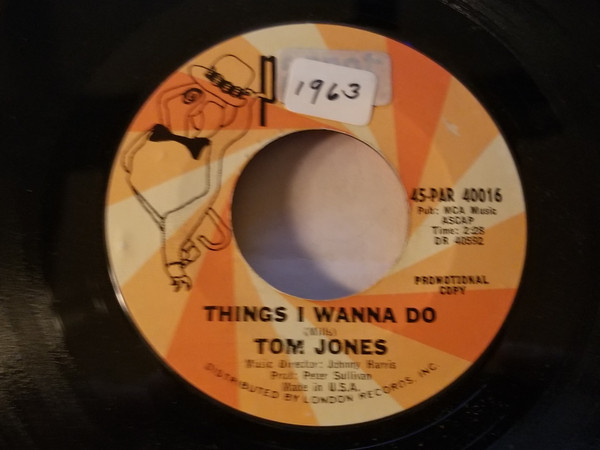 1963
45-PAR 40016
Pub: MCA Music
ASCAP
Time: 2:28
DR 40592
PROMOTIONAL
COPY
THINGS I WANNA DO
(Mills)
TOM JONES
Music Director: Johnny Harris
Prod: Peter Sullivan
Made in U.S.A.
DISTRIBUTED BY LONDON RECORDS, INC.